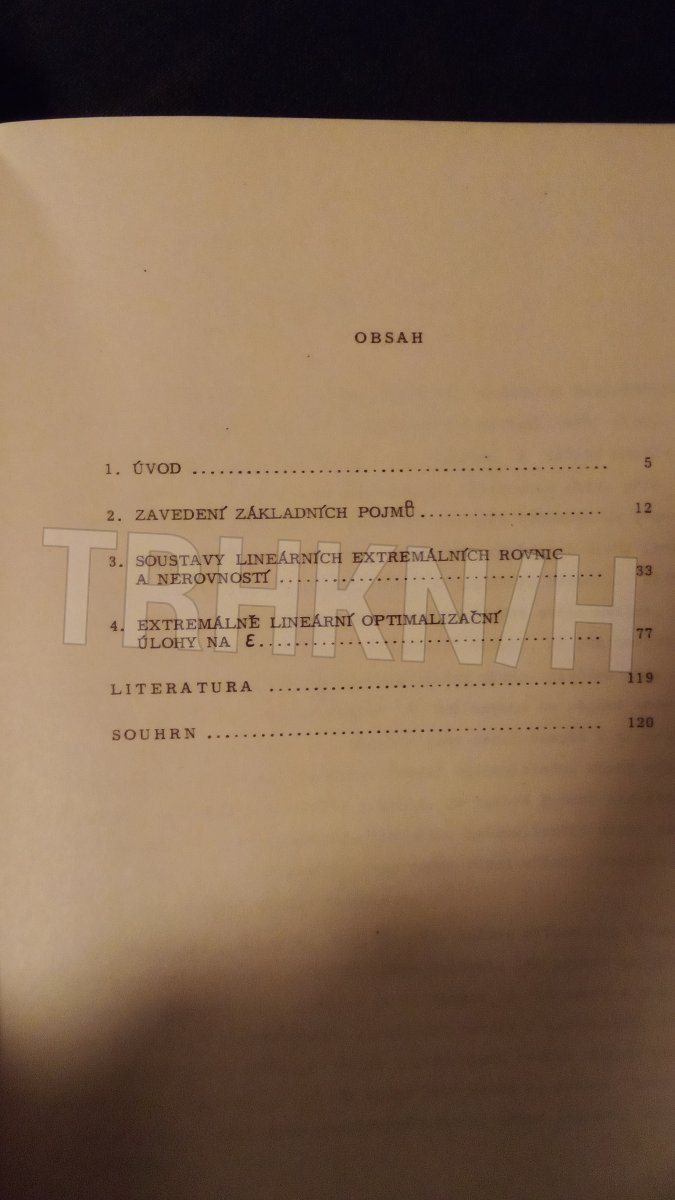 OBSAH
1. ÚVOD ............................................... 5
2. ZAVEDENÍ ZÁKLADNÍCH POJMŮ .................... 12
3. SOUSTAVY LINEÁRNÍCH EXTREMÁLNÍCH ROVNIC
A NEROVNOSTÍ .................................... 33
4. EXTREMÁLNĚ LINEÁRNÍ OPTIMALIZAČNÍ
ÚLOHY NA Ɛ ...................................... 77
LITERATURA ..................................... 119
SOUHRN ............................................ 120
TBHKN/H